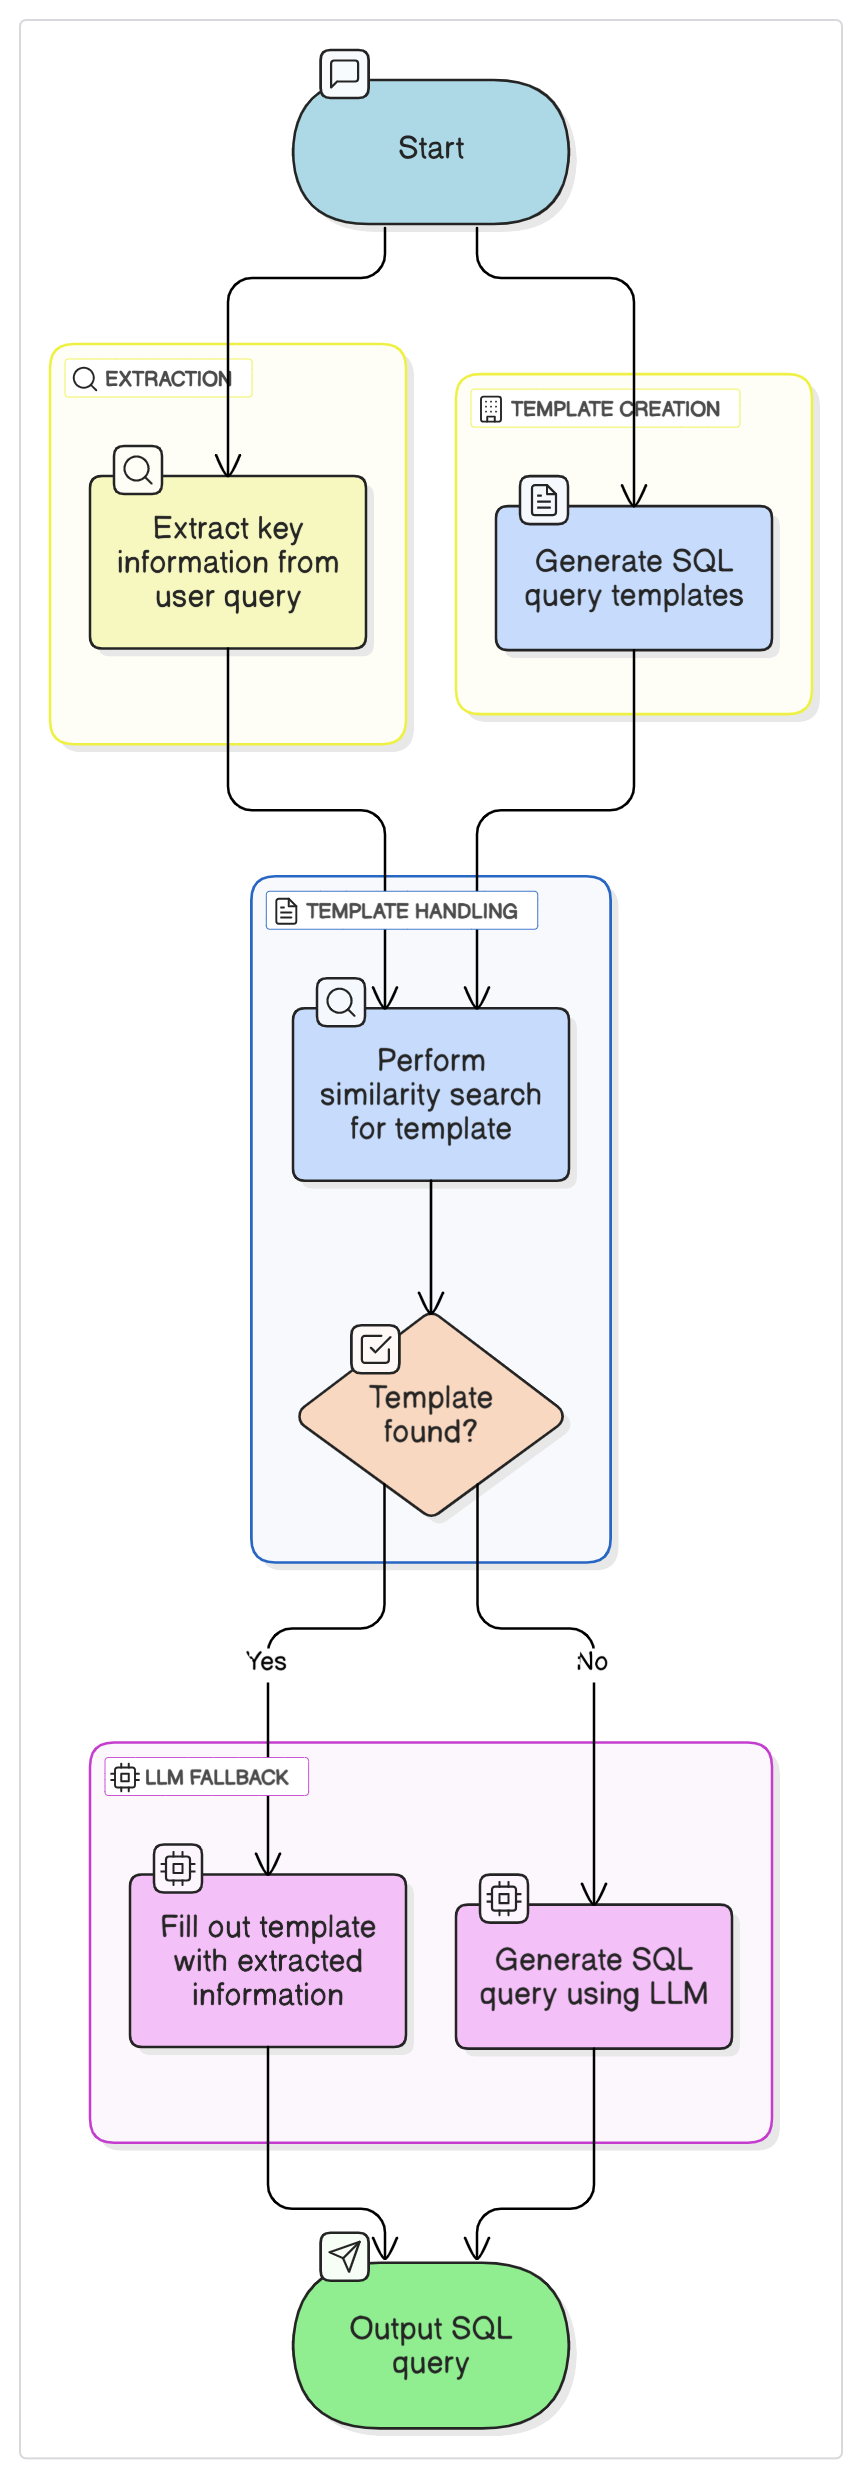 Start
EXTRACTION
TEMPLATE CREATION
Extract key
information from
user query
Generate SQL
query templates
TEMPLATE HANDLING
Perform
similarity search
for template
Template
found?
Yes
No
LLM FALLBACK
Fill out template
with extracted
information
Generate SQL
query using LLM
Output SQL
query